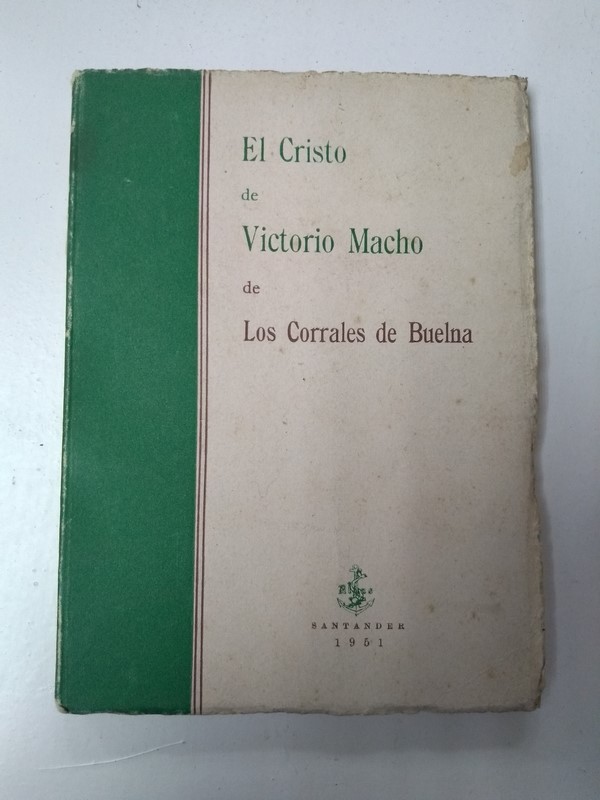 El Cristo
de
Victorio Macho
de
Los Corrales de Buelna
SANTANDER
1951